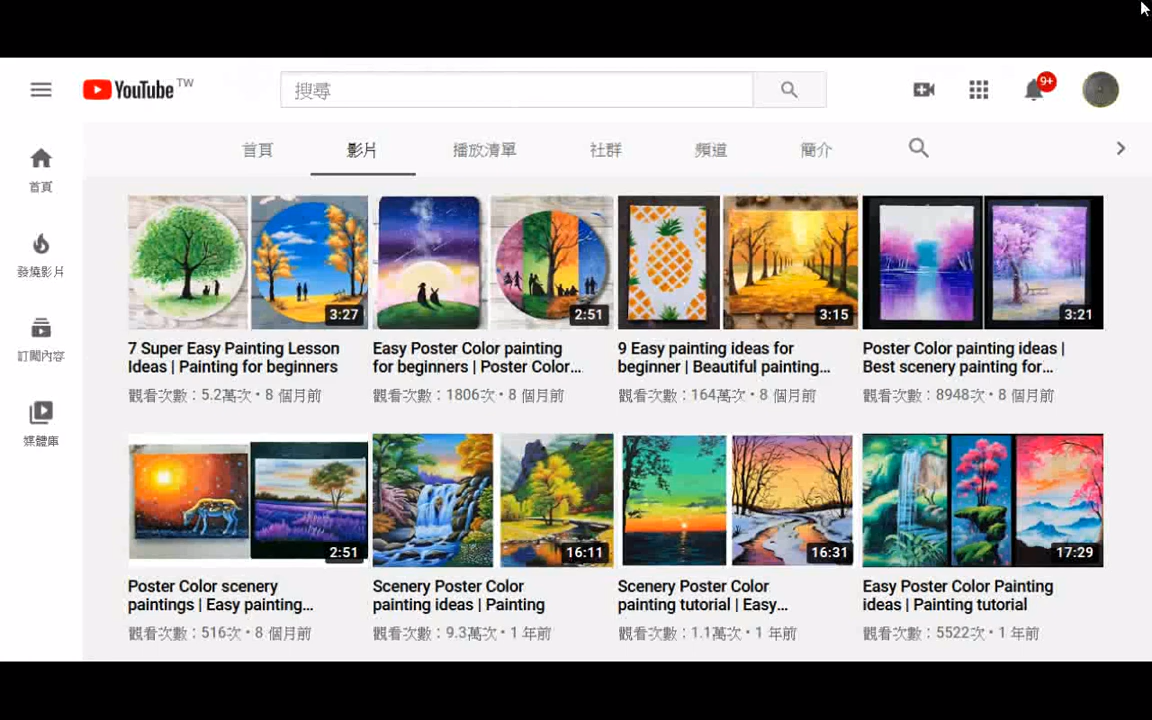 YouTube TW
搜尋
9+
首頁 影片 播放清單 社群 頻道 簡介
首頁
發燒影片
訂閱內容
媒體庫
3:27
2:51
3:15
3:21
7 Super Easy Painting Lesson
Ideas | Painting for beginners
觀看次數：5.2萬次 • 8 個月前
Easy Poster Color painting
for beginners | Poster Color...
觀看次數：1806次 • 8 個月前
9 Easy painting ideas for
beginner | Beautiful painting...
觀看次數：164萬次 • 8 個月前
Poster Color painting ideas |
Best scenery painting for...
觀看次數：8948次 • 8 個月前
2:51
16:11
16:31
17:29
Poster Color scenery
paintings | Easy painting...
觀看次數：516次 • 8 個月前
Scenery Poster Color
painting ideas | Painting
觀看次數：9.3萬次 • 1 年前
Scenery Poster Color
painting tutorial | Easy...
觀看次數：1.1萬次 • 1 年前
Easy Poster Color Painting
ideas | Painting tutorial
觀看次數：5522次 • 1 年前